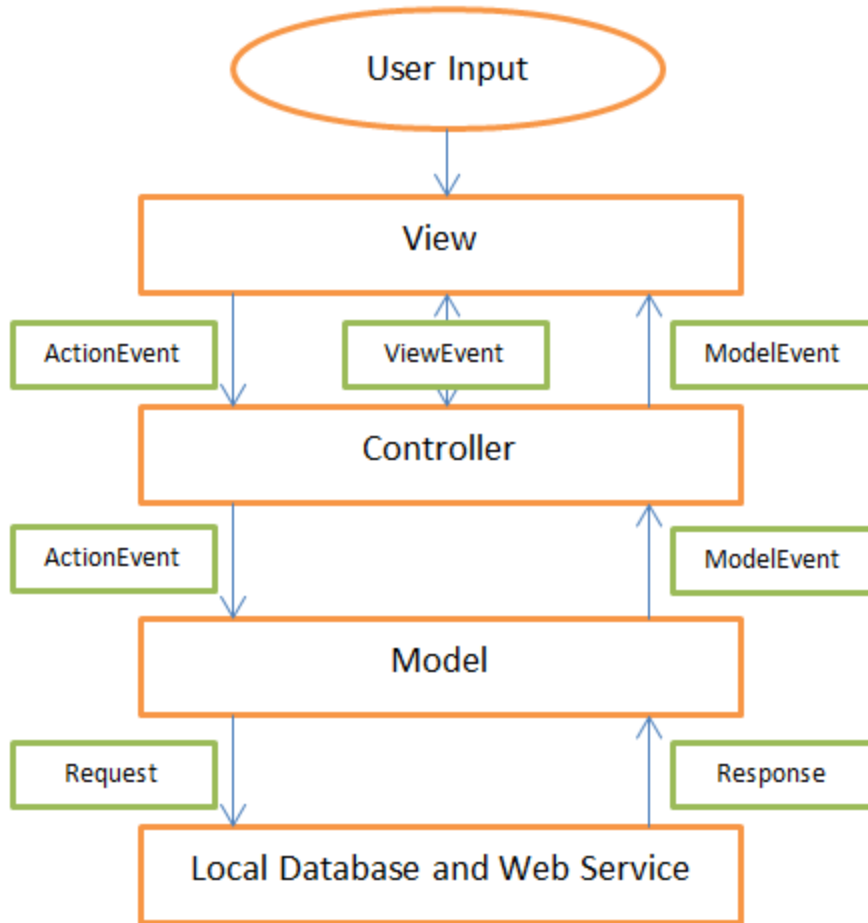 User Input
View
ActionEvent
ViewEvent
ModelEvent
Controller
ActionEvent
ModelEvent
Model
Request
Response
Local Database and Web Service